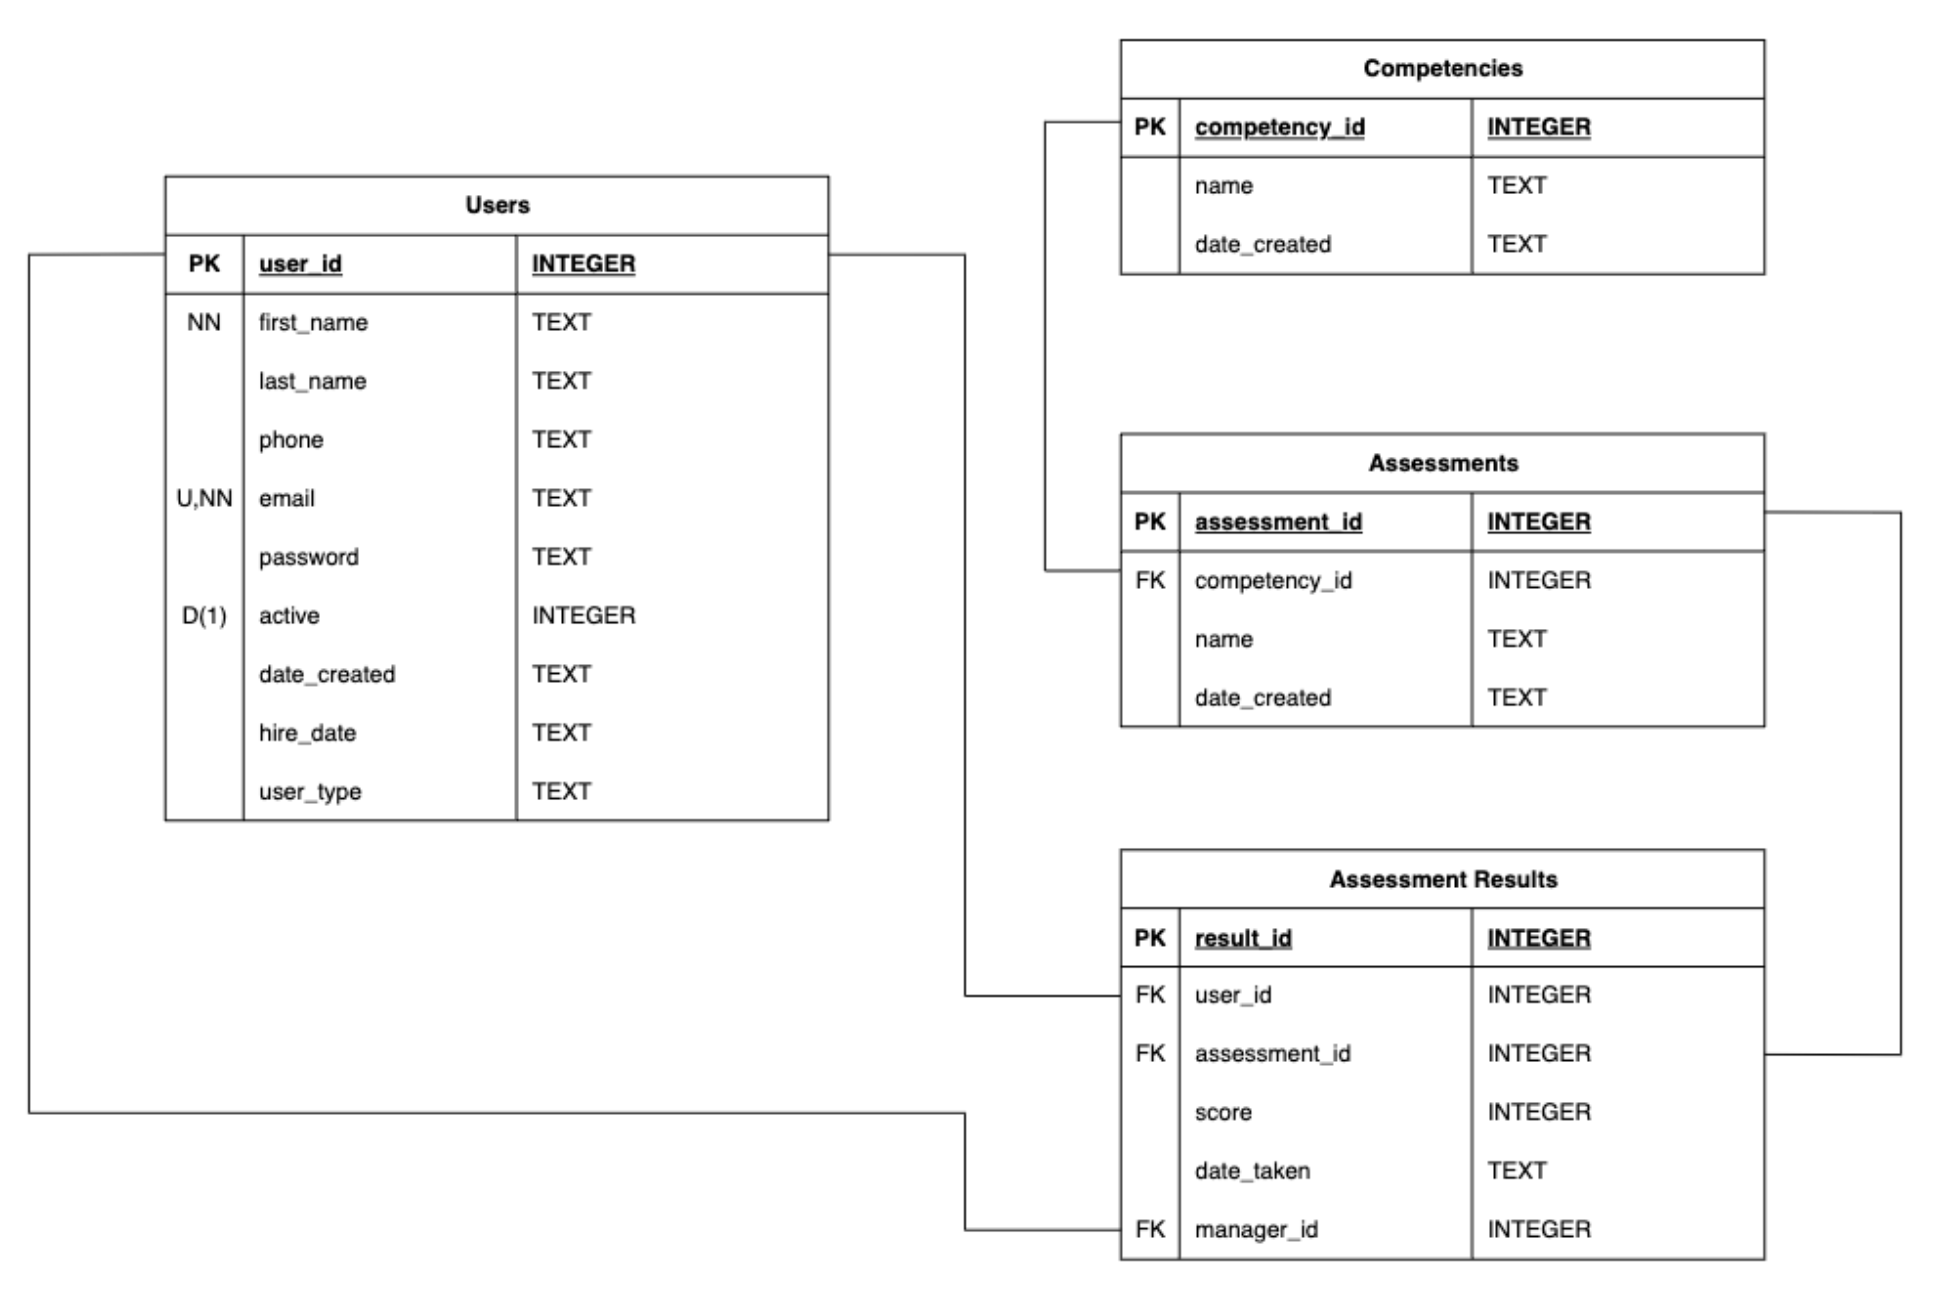 Users
PK user_id INTEGER
NN first_name TEXT
last_name TEXT
phone TEXT
U,NN email TEXT
password TEXT
D(1) active INTEGER
date_created TEXT
hire_date TEXT
user_type TEXT
Competencies
PK competency_id INTEGER
name TEXT
date_created TEXT
Assessments
PK assessment_id INTEGER
FK competency_id INTEGER
name TEXT
date_created TEXT
Assessment Results
PK result_id INTEGER
FK user_id INTEGER
FK assessment_id INTEGER
score INTEGER
date_taken TEXT
FK manager_id INTEGER